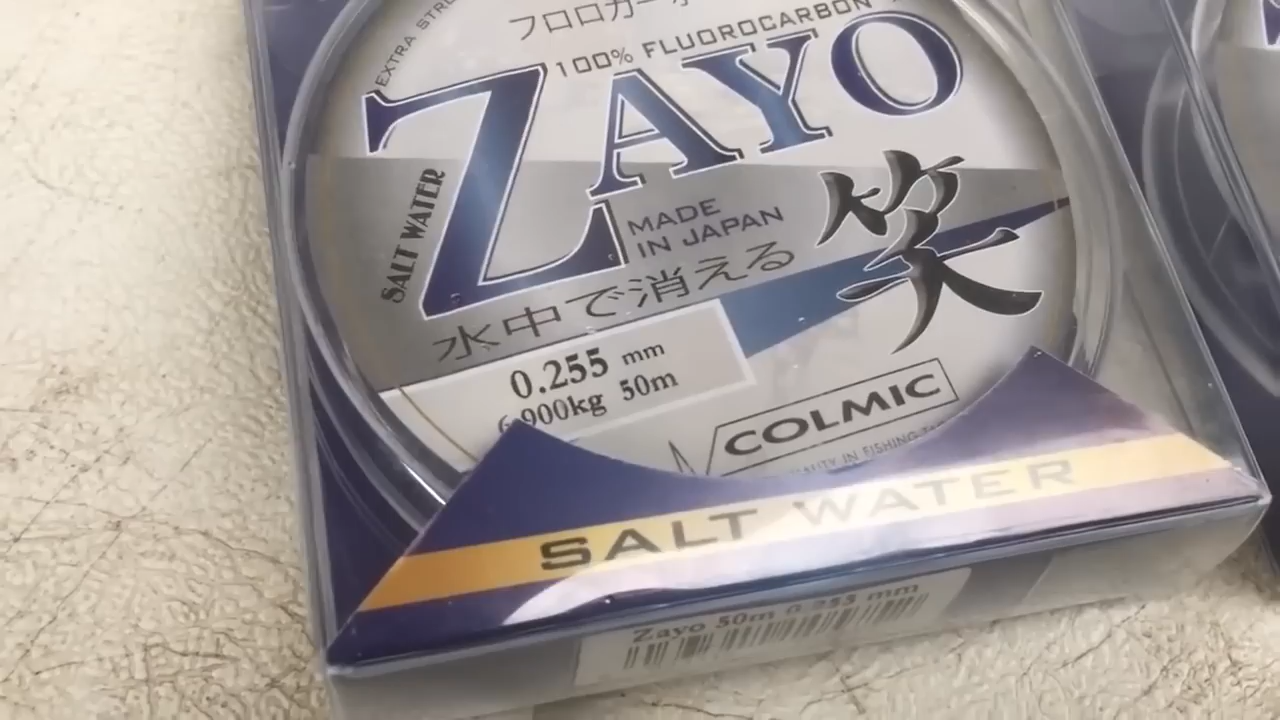 EXTRA STRO
フロロカーボ
100% FLUOROCARBON
ZAYO
SALT WATER
MADE
IN JAPAN
笑
水中で消える
0.255 mm
6.900kg 50m
COLMIC
QUALITY IN FISHING
SALT WATER
Zayo 50m 0.255 mm